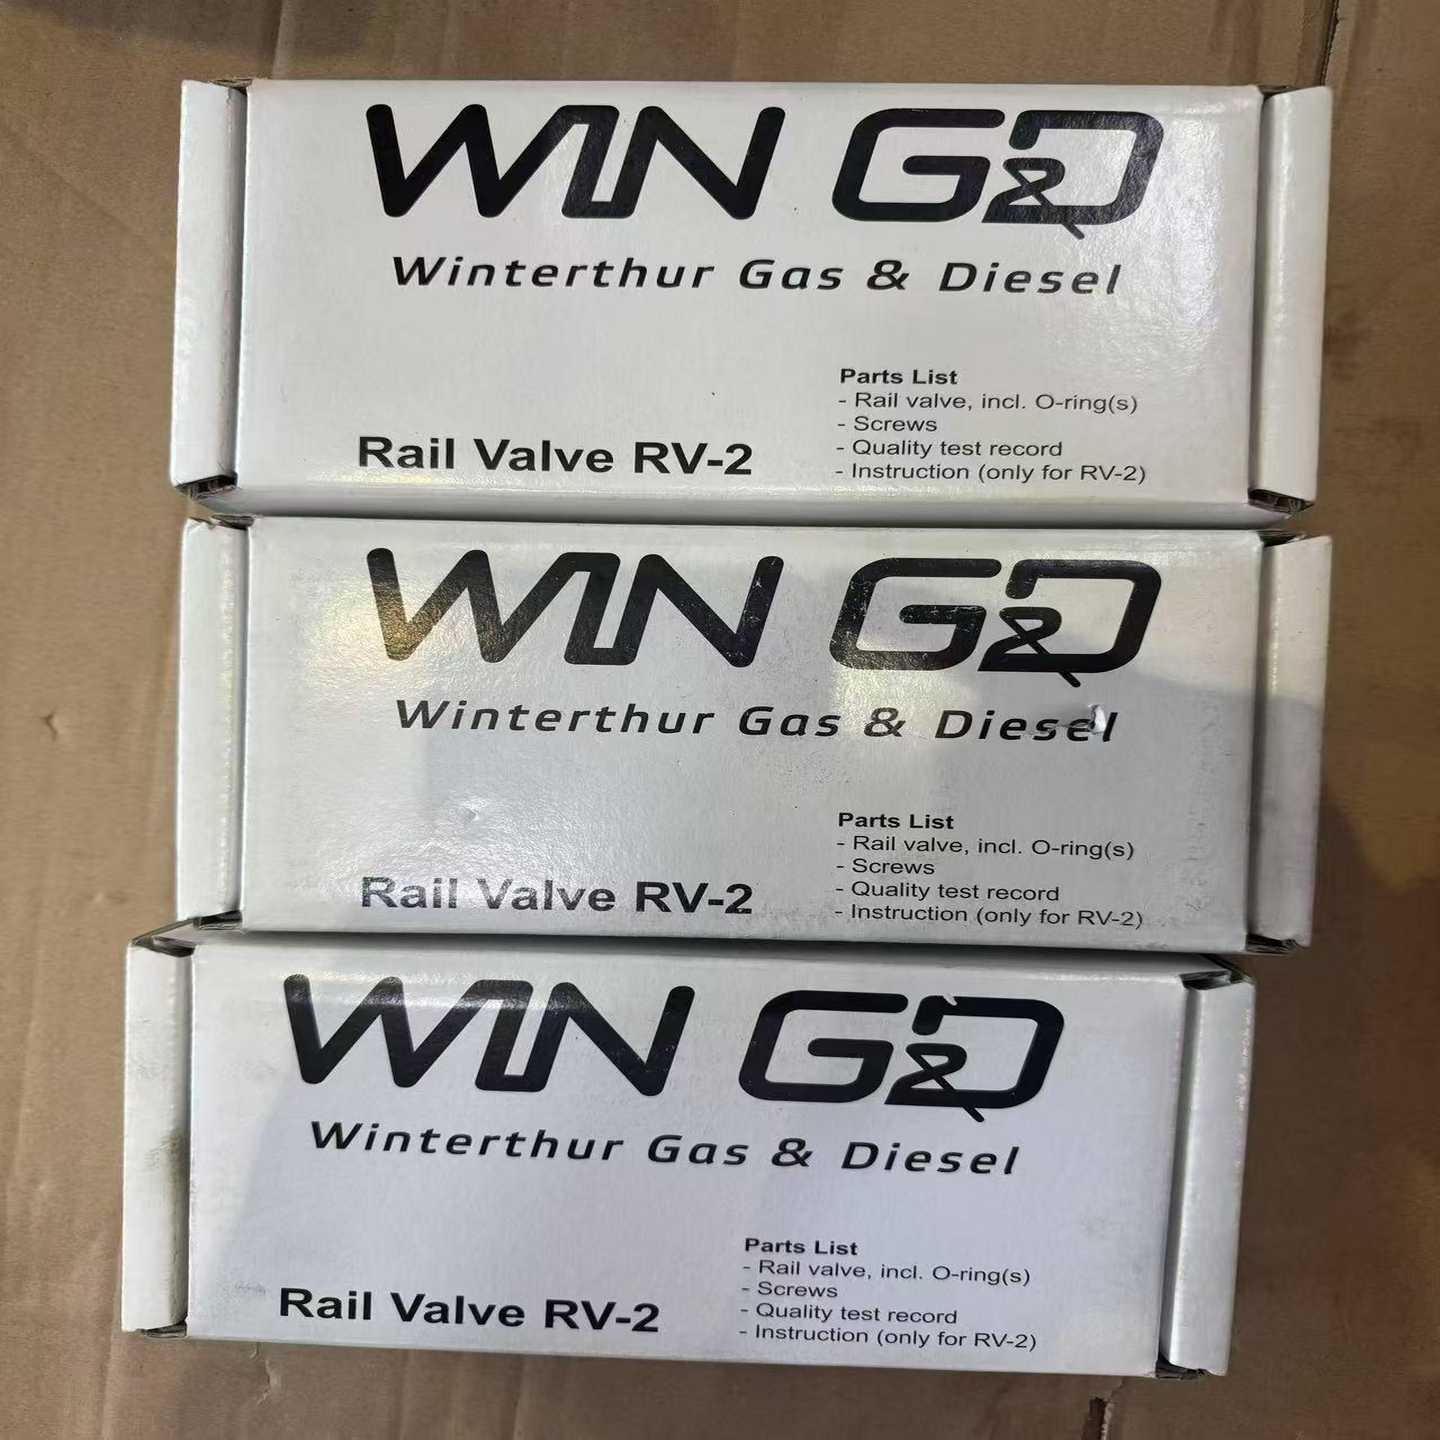 WIN G&D
Winterthur Gas & Diesel
Parts List
- Rail valve, incl. O-ring(s)
- Screws
- Quality test record
- Instruction (only for RV-2)
Rail Valve RV-2
WIN G&D
Winterthur Gas & Diesel
Parts List
- Rail valve, incl. O-ring(s)
- Screws
- Quality test record
- Instruction (only for RV-2)
Rail Valve RV-2
WIN G&D
Winterthur Gas & Diesel
Parts List
- Rail valve, incl. O-ring(s)
- Screws
- Quality test record
- Instruction (only for RV-2)
Rail Valve RV-2